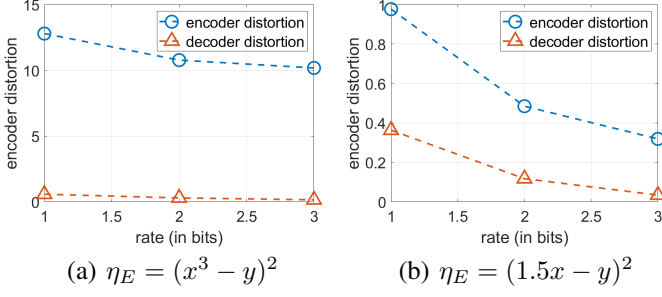 15
10
5
0
encoder distortion
encoder distortion
decoder distortion
1 1.5 2 2.5 3
rate (in bits)
(a) η_E = (x³ − y)²
1
0.8
0.6
0.4
0.2
0
encoder distortion
encoder distortion
decoder distortion
1 1.5 2 2.5 3
rate (in bits)
(b) η_E = (1.5x − y)²